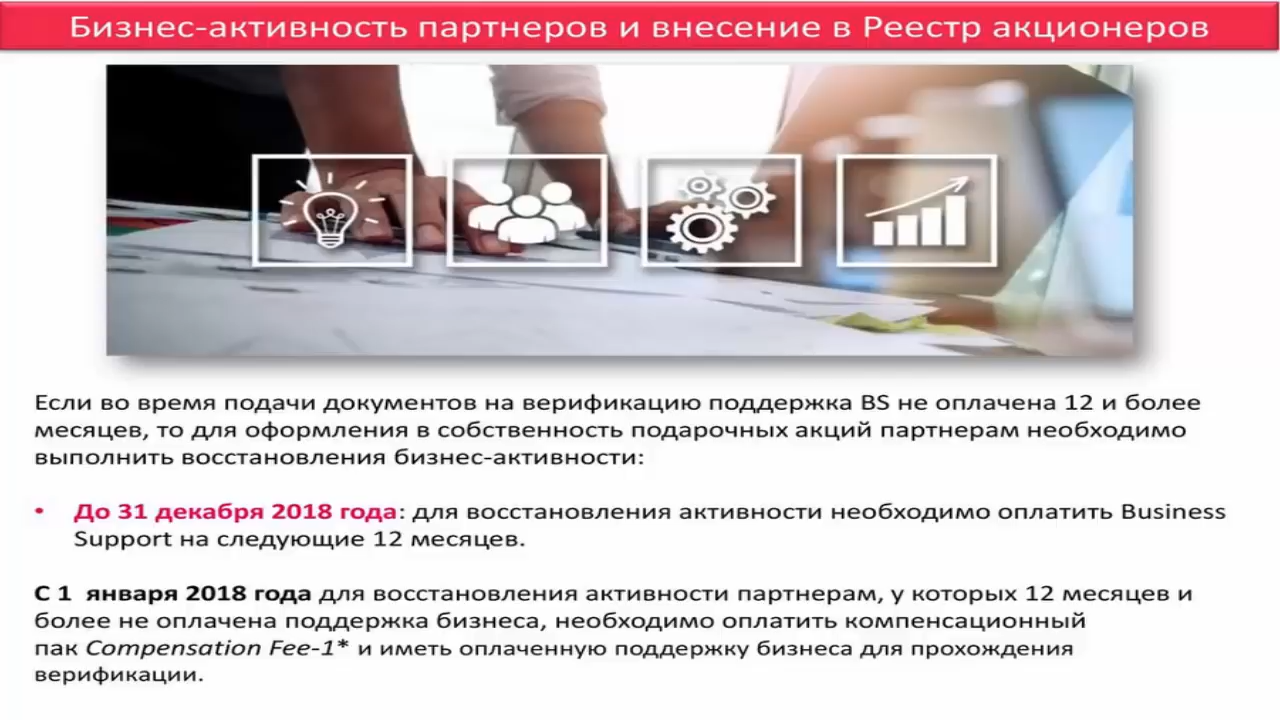 Бизнес-активность партнеров и внесение в Реестр акционеров
Если во время подачи документов на верификацию поддержка BS не оплачена 12 и более
месяцев, то для оформления в собственность подарочных акций партнерам необходимо
выполнить восстановления бизнес-активности:
• До 31 декабря 2018 года: для восстановления активности необходимо оплатить Business
Support на следующие 12 месяцев.
С 1 января 2018 года для восстановления активности партнерам, у которых 12 месяцев и
более не оплачена поддержка бизнеса, необходимо оплатить компенсационный
пак Compensation Fee-1* и иметь оплаченную поддержку бизнеса для прохождения
верификации.